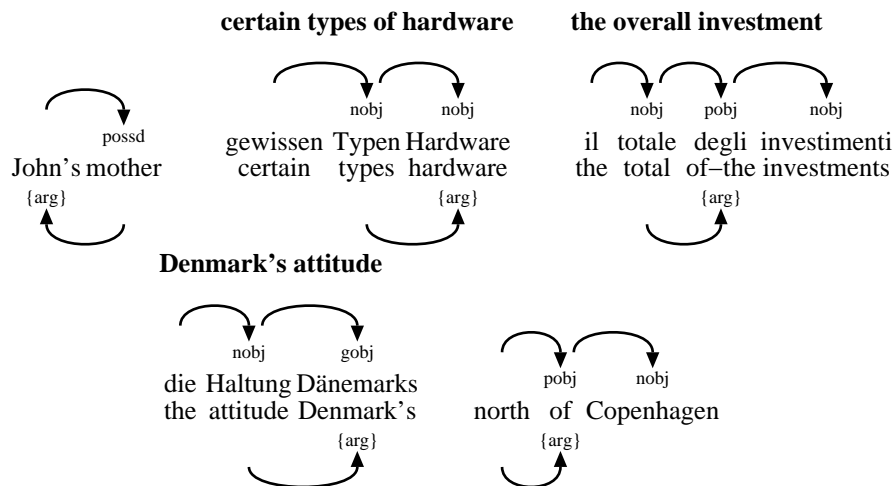 certain types of hardware the overall investment
nobj nobj nobj pobj nobj
possd gewissen Typen Hardware il totale degli investimenti
John's mother certain types hardware the total of–the investments
{arg} {arg} {arg}
Denmark's attitude
nobj gobj pobj nobj
die Haltung Dänemarks
the attitude Denmark's north of Copenhagen
{arg} {arg}